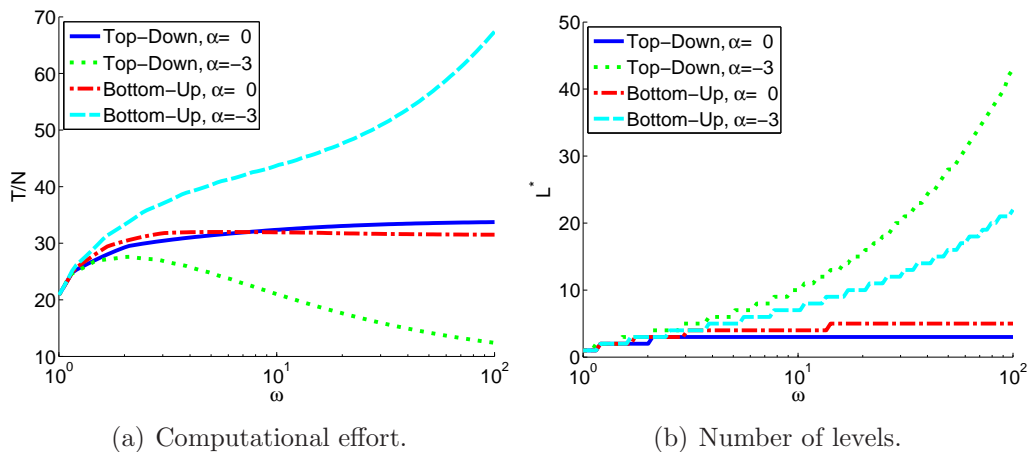 70
60
50
40
30
20
10
T/N
Top−Down, α= 0
Top−Down, α=−3
Bottom−Up, α= 0
Bottom−Up, α=−3
10^0
10^1
10^2
ω
(a) Computational effort.
50
40
30
20
10
0
L*
Top−Down, α= 0
Top−Down, α=−3
Bottom−Up, α= 0
Bottom−Up, α=−3
10^0
10^1
10^2
ω
(b) Number of levels.